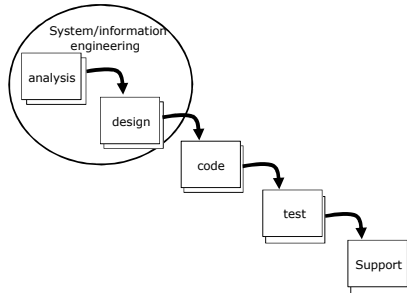 System/information
engineering
analysis
design
code
test
Support